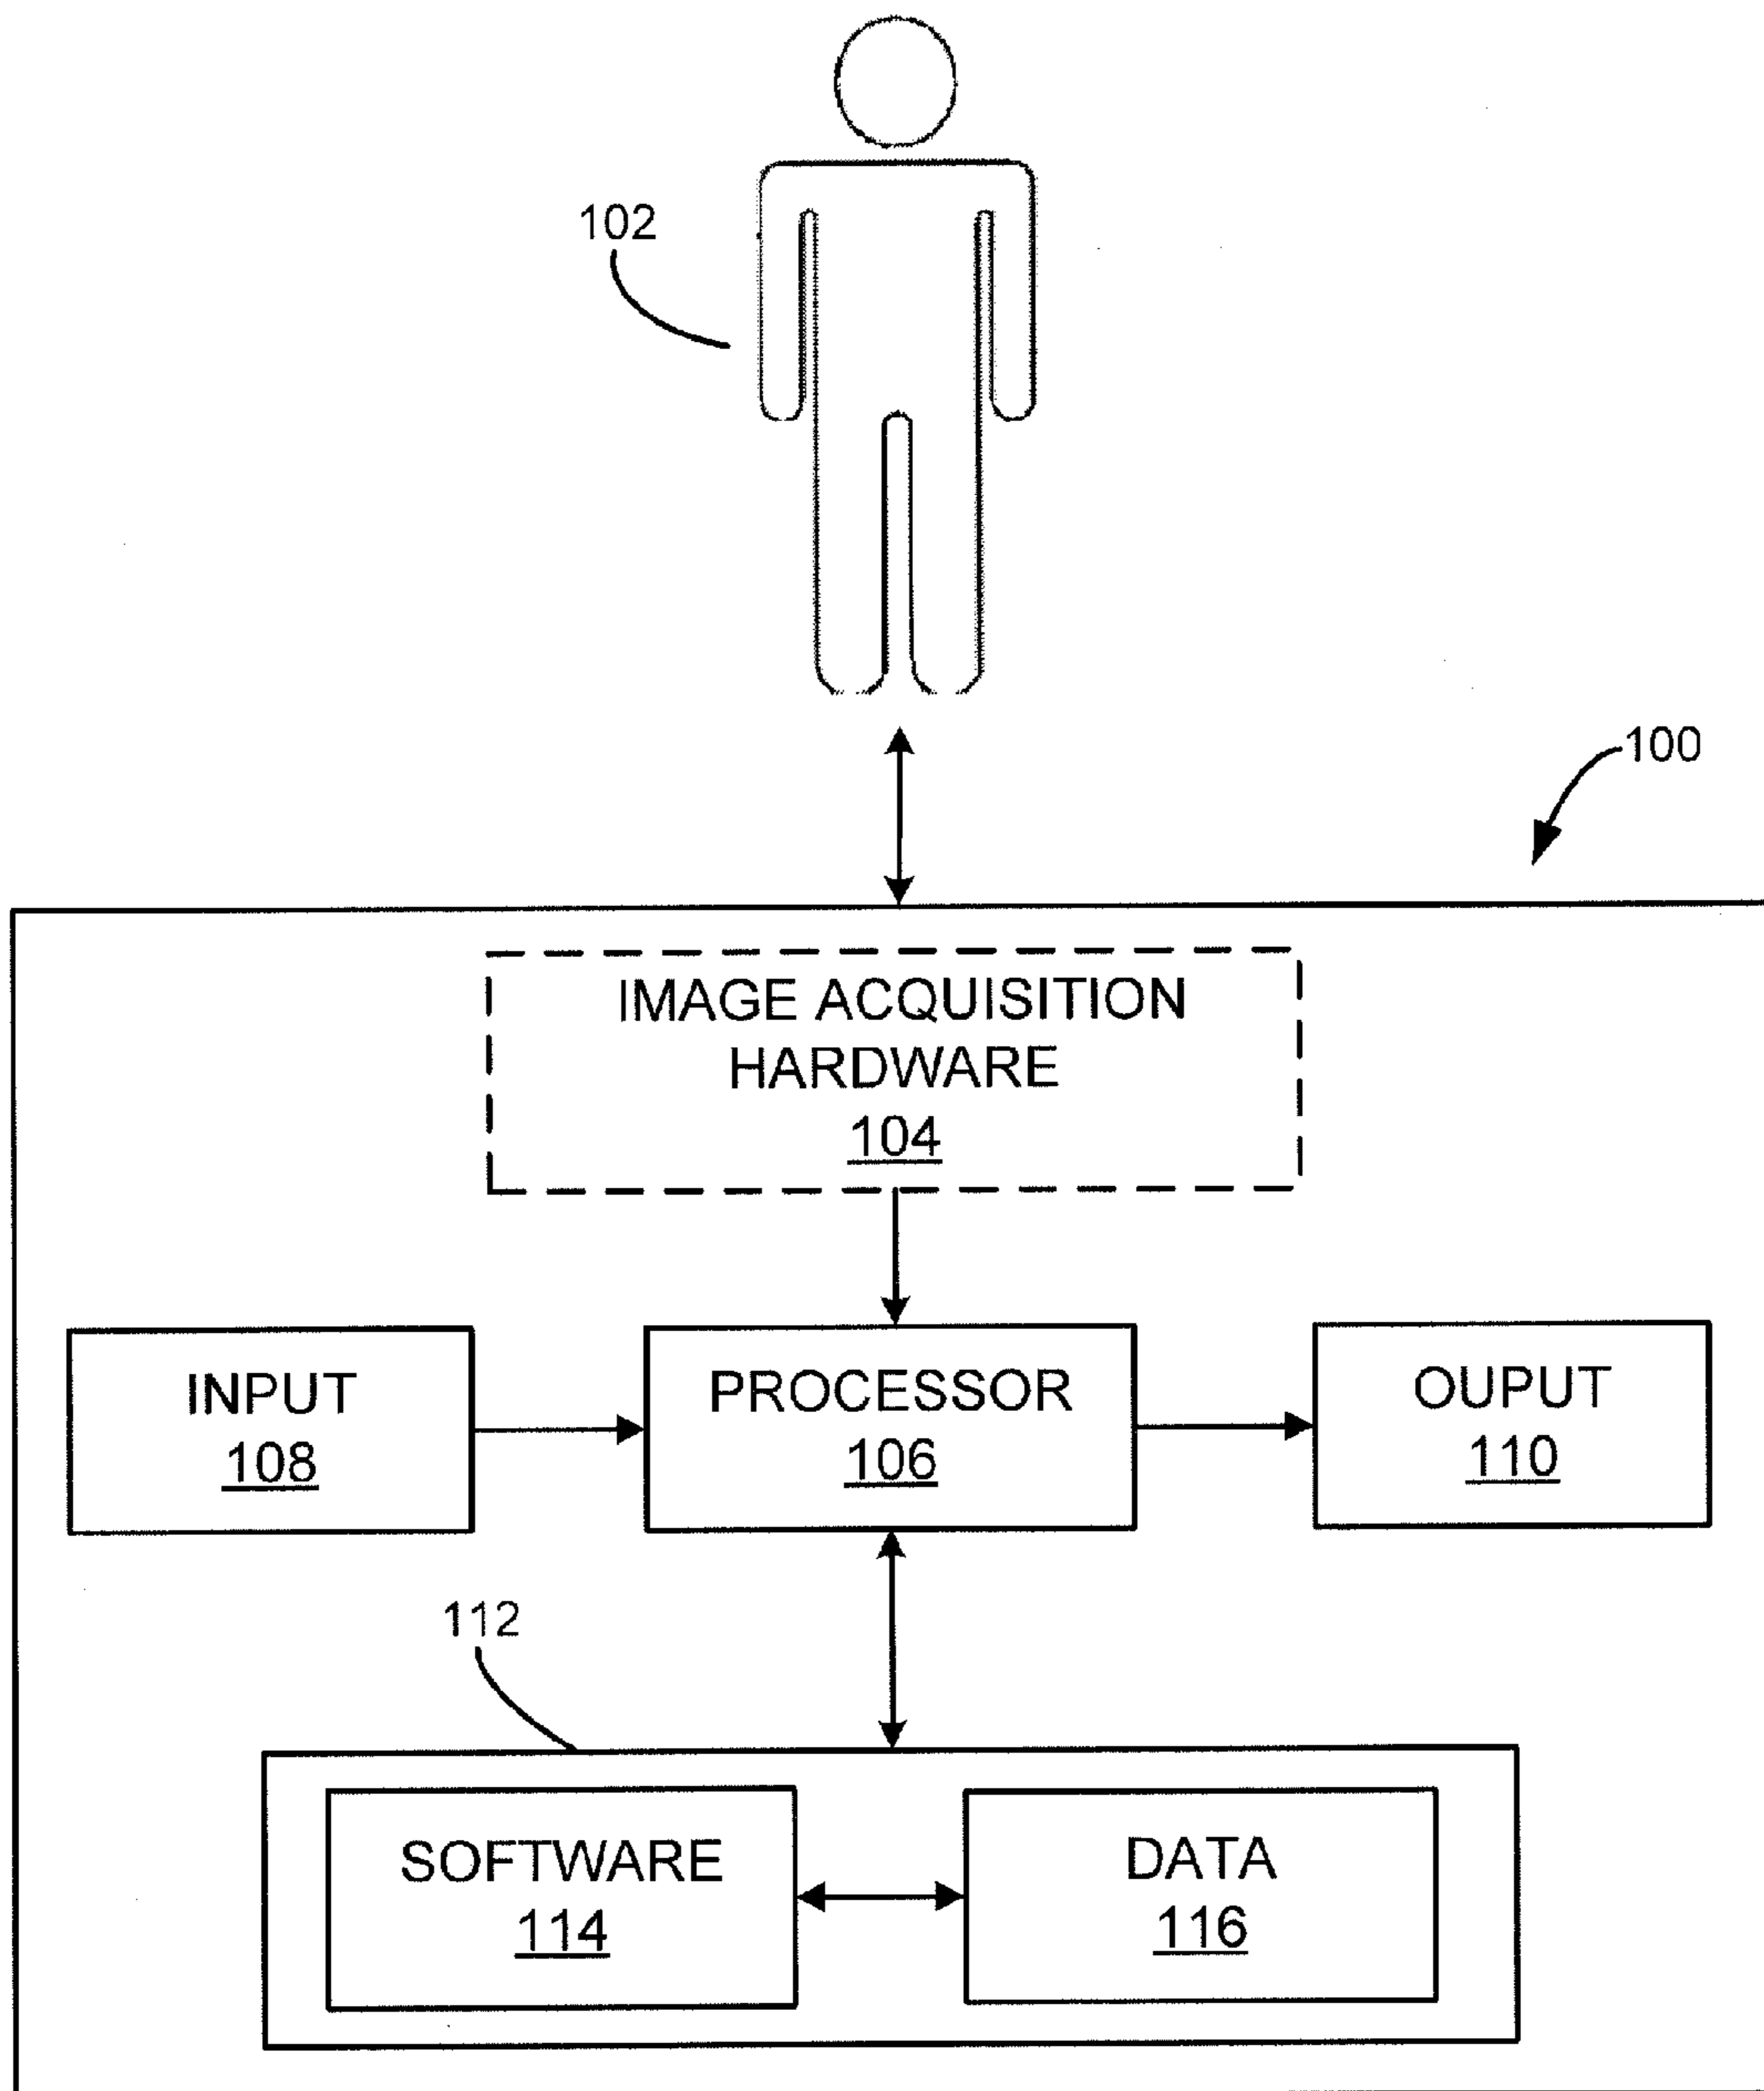 102
100
IMAGE ACQUISITION
HARDWARE
104
INPUT
108
PROCESSOR
106
OUPUT
110
112
SOFTWARE
114
DATA
116